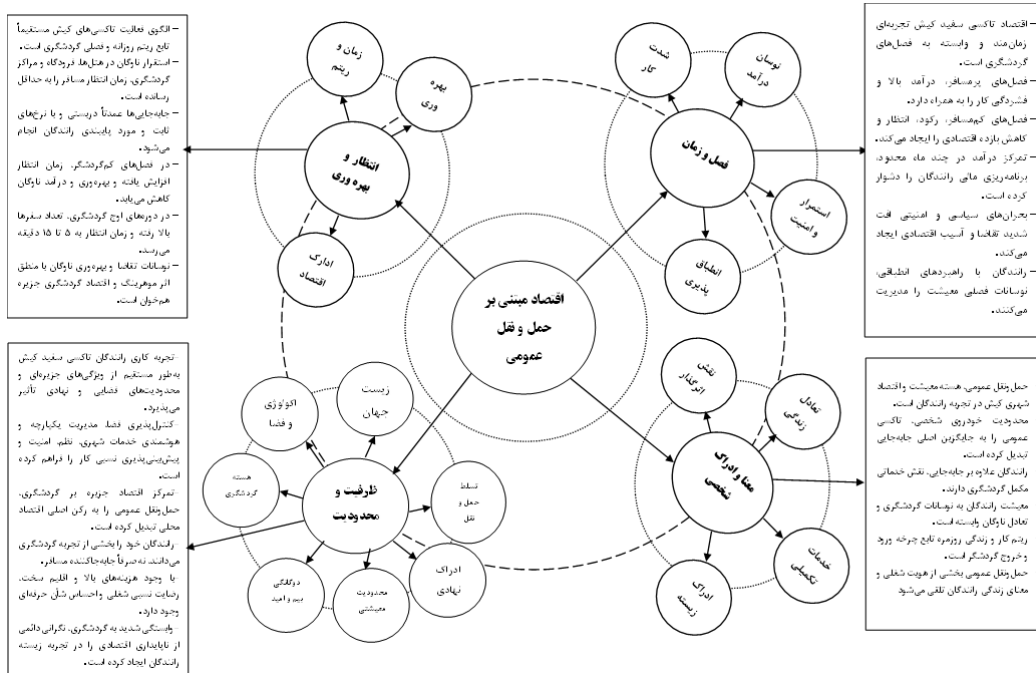 – اقتصاد تاکسی سفید کیش تجربه‌ای
زمان‌مند و وابسته به فصل‌های
گردشگری است.
– فصل‌های پرمسافر، درآمد بالا و
فشردگی کار را به همراه دارد.
– فصل‌های کم‌مسافر، رکود، انتظار و
کاهش بازده اقتصادی را ایجاد می‌کند.
– تمرکز درآمد در چند ماه محدود،
برنامه‌ریزی مالی رانندگان را دشوار
کرده است.
– بحران‌های سیاسی و امنیتی افت
شدید تقاضا و آسیب اقتصادی ایجاد
می‌کند.
– رانندگان با راهبردهای انطباقی،
نوسانات فصلی معیشت را مدیریت
می‌کنند.
فصل و زمان
نوسان
درآمد
شدت
کار
استمرار
و امنیت
انطباق
پذیری
انتظار و
بهره وری
زمان و
ریتم
بهره
وری
ادارک
اقتصاد
– الگوی فعالیت تاکسی‌های کیش مستقیماً
تابع ریتم روزانه و فصلی گردشگری است.
– استقرار ناوگان در هتل‌ها، فرودگاه و مراکز
گردشگری، زمان انتظار مسافر را به حداقل
رسانده است.
– جابه‌جایی‌ها عمدتاً دربستی و با نرخ‌های
ثابت و مورد پایبندی رانندگان انجام
می‌شود.
– در فصل‌های کم‌گردشگر، زمان انتظار
افزایش یافته و بهره‌وری و درآمد ناوگان
کاهش می‌یابد.
– در دوره‌های اوج گردشگری، تعداد سفرها
بالا رفته و زمان انتظار به ۵ تا ۱۵ دقیقه
می‌رسد.
– نوسانات تقاضا و بهره‌وری ناوگان با منطق
اثر موهرینگ و اقتصاد گردشگری جزیره
هم‌خوان است.
اقتصاد مبتنی بر
حمل و نقل
عمومی
معنا و ادراک
شخصی
نقش
اثرگذار
تعادل
زندگی
خدمات
تکمیلی
ادراک
زیسته
حمل‌ونقل عمومی، هسته معیشت و اقتصاد
شهری کیش در تجربه رانندگان است.
محدودیت خودروی شخصی، تاکسی
عمومی را به جایگزین اصلی جابه‌جایی
تبدیل کرده است.
رانندگان علاوه بر جابه‌جایی، نقش خدماتی
مکمل گردشگری دارند.
معیشت رانندگان به نوسانات گردشگری و
تعادل ناوگان وابسته است.
ریتم کار و زندگی روزمره تابع چرخه ورود
و خروج گردشگر است.
حمل‌ونقل عمومی بخشی از هویت شغلی و
معنای زندگی رانندگان تلقی می‌شود
ظرفیت و
محدودیت
زیست
جهان
اکولوژی
و فضا
هسته
گردشگری
دوگانگی
بیم و امید
محدودیت
معیشتی
ادراک
نهادی
تسلط
حمل و
نقل
-تجربه کاری رانندگان تاکسی سفید کیش
به‌طور مستقیم از ویژگی‌های جزیره‌ای و
محدودیت‌های فضایی و نهادی تأثیر
می‌پذیرد.
-کنترل‌پذیری فضا، مدیریت یکپارچه و
هوشمندی خدمات شهری، نظم، امنیت و
پیش‌بینی‌پذیری نسبی کار را فراهم کرده
است.
-تمرکز اقتصاد جزیره بر گردشگری،
حمل‌ونقل عمومی را به رکن اصلی اقتصاد
محلی تبدیل کرده است.
-رانندگان خود را بخشی از تجربه گردشگری
می‌دانند، نه صرفاً جابه‌جاکننده مسافر.
-با وجود هزینه‌های بالا و اقلیم سخت،
رضایت نسبی شغلی و احساس شأن حرفه‌ای
وجود دارد.
-وابستگی شدید به گردشگری، نگرانی دائمی
از ناپایداری اقتصادی را در تجربه زیسته
رانندگان ایجاد کرده است.